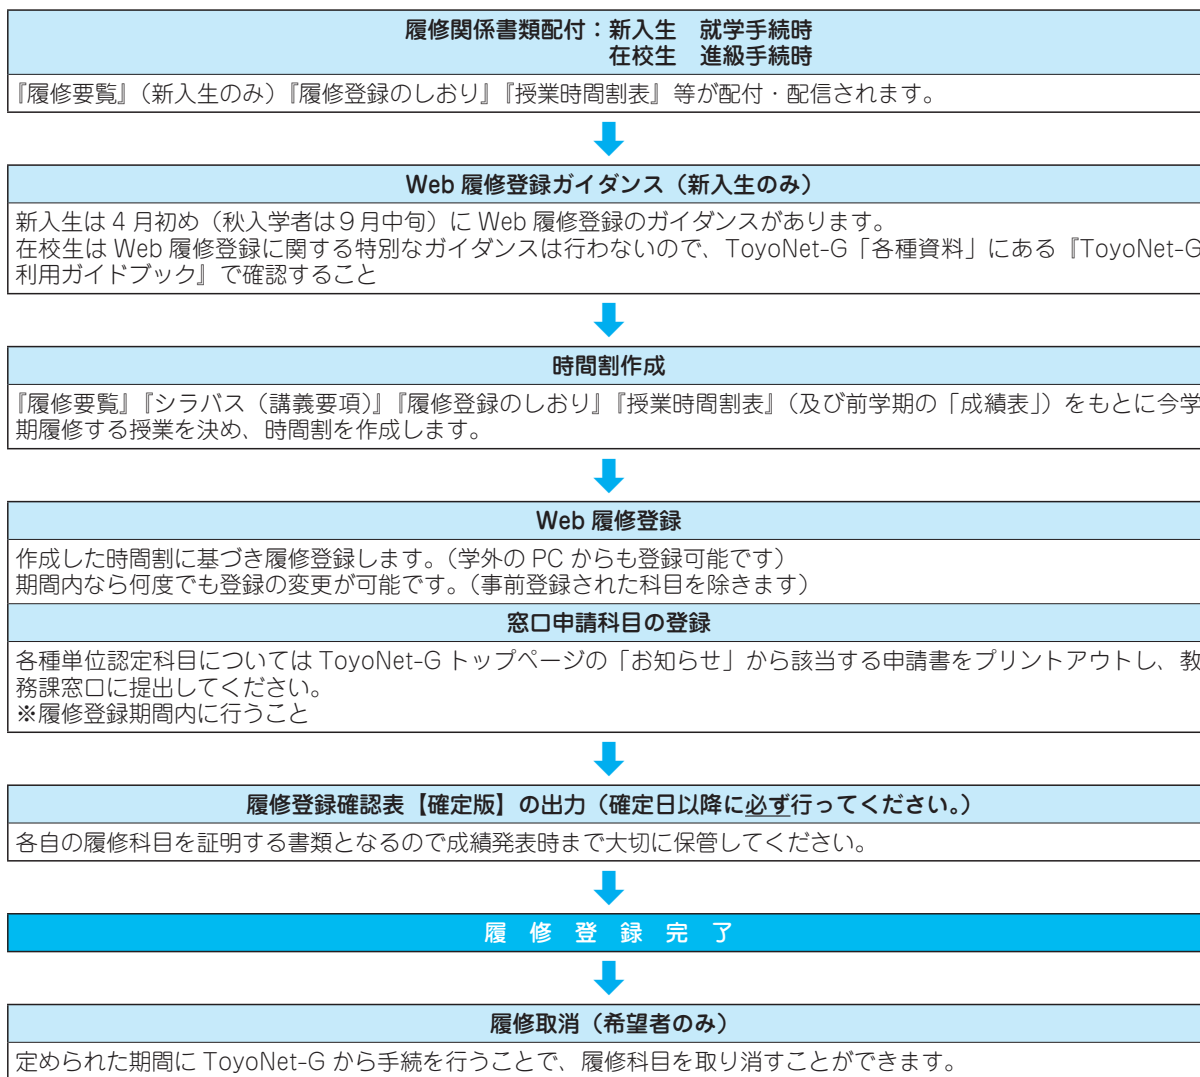 履修関係書類配付：新入生　就学手続時
在校生　進級手続時
『履修要覧』（新入生のみ）『履修登録のしおり』『授業時間割表』等が配付・配信されます。
Web 履修登録ガイダンス（新入生のみ）
新入生は 4 月初め（秋入学者は９月中旬）に Web 履修登録のガイダンスがあります。
在校生は Web 履修登録に関する特別なガイダンスは行わないので、ToyoNet-G「各種資料」にある『ToyoNet-G
利用ガイドブック』で確認すること
時間割作成
『履修要覧』『シラバス（講義要項）』『履修登録のしおり』『授業時間割表』（及び前学期の「成績表」）をもとに今学
期履修する授業を決め、時間割を作成します。
Web 履修登録
作成した時間割に基づき履修登録します。（学外の PC からも登録可能です）
期間内なら何度でも登録の変更が可能です。（事前登録された科目を除きます）
窓口申請科目の登録
各種単位認定科目については ToyoNet-G トップページの「お知らせ」から該当する申請書をプリントアウトし、教
務課窓口に提出してください。
※履修登録期間内に行うこと
履修登録確認表【確定版】の出力（確定日以降に必ず行ってください。）
各自の履修科目を証明する書類となるので成績発表時まで大切に保管してください。
履　修　登　録　完　了
履修取消（希望者のみ）
定められた期間に ToyoNet-G から手続を行うことで、履修科目を取り消すことができます。